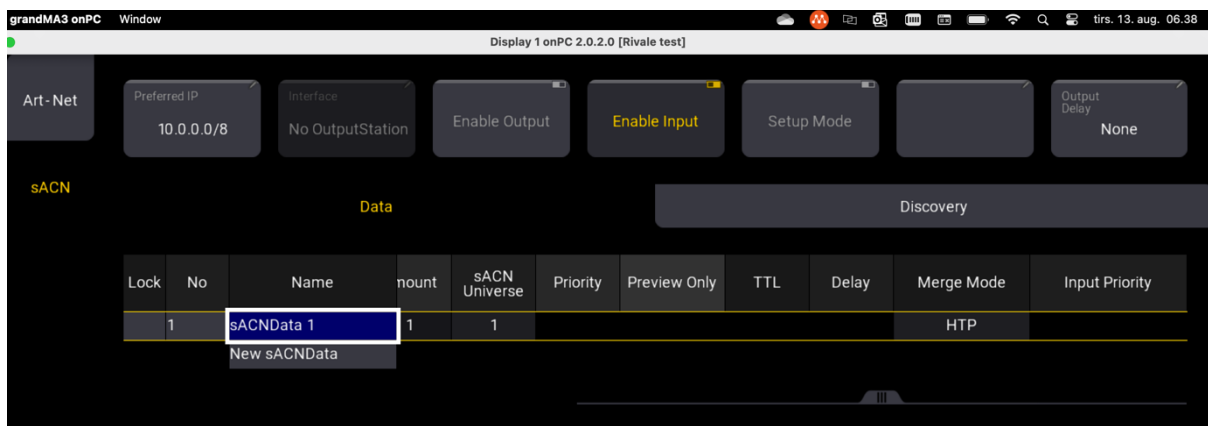 grandMA3 onPC Window tirs. 13. aug. 06.38
Display 1 onPC 2.0.2.0 [Rivale test]
Art-Net
Preferred IP
10.0.0.0/8
Interface
No OutputStation
Enable Output
Enable Input
Setup Mode
Output
Delay
None
sACN
Data
Discovery
Lock No Name mount sACN Universe Priority Preview Only TTL Delay Merge Mode Input Priority
1 sACNData 1 1 1 HTP
New sACNData